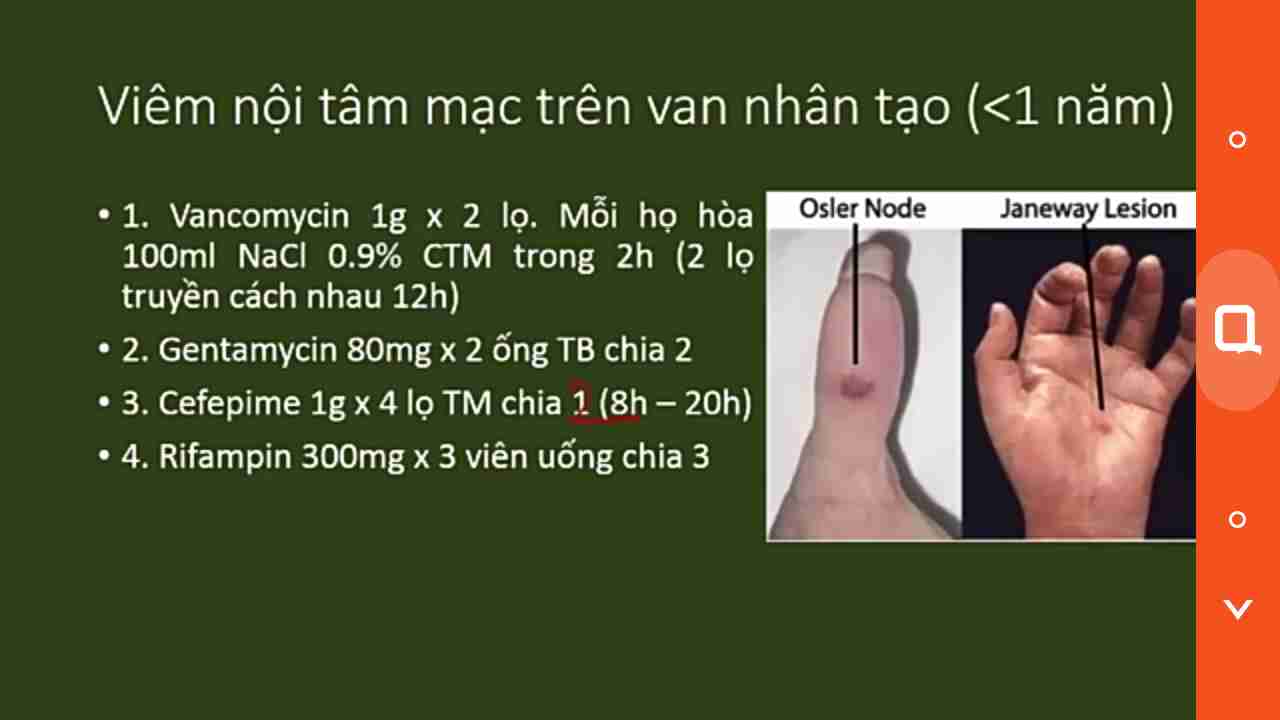 Viêm nội tâm mạc trên van nhân tạo (<1 năm)
• 1. Vancomycin 1g x 2 lọ. Mỗi họ hòa
100ml NaCl 0.9% CTM trong 2h (2 lọ
truyền cách nhau 12h)
• 2. Gentamycin 80mg x 2 ống TB chia 2
• 3. Cefepime 1g x 4 lọ TM chia 1 (8h – 20h)
• 4. Rifampin 300mg x 3 viên uống chia 3
Osler Node
Janeway Lesion